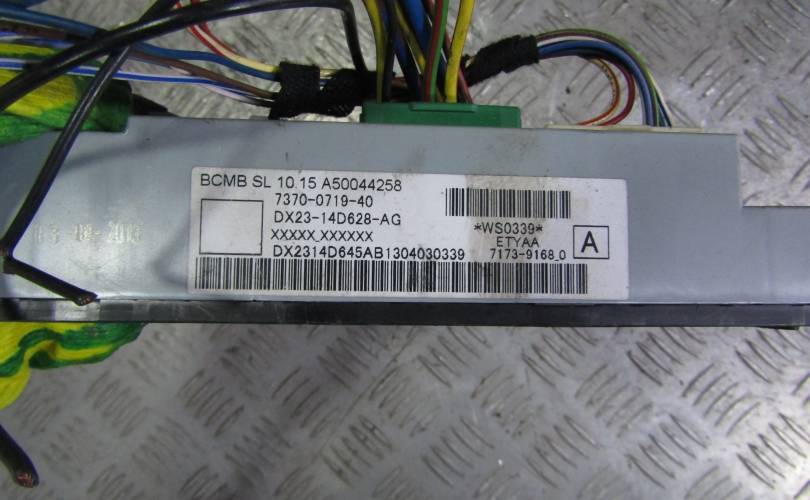 BCMB SL 10.15 A50044258
7370-0719-40
DX23-14D628-AG
XXXXX_XXXXXX
DX2314D645AB1304030339
*WS0339*
ETYAA
7173-9168_0
A